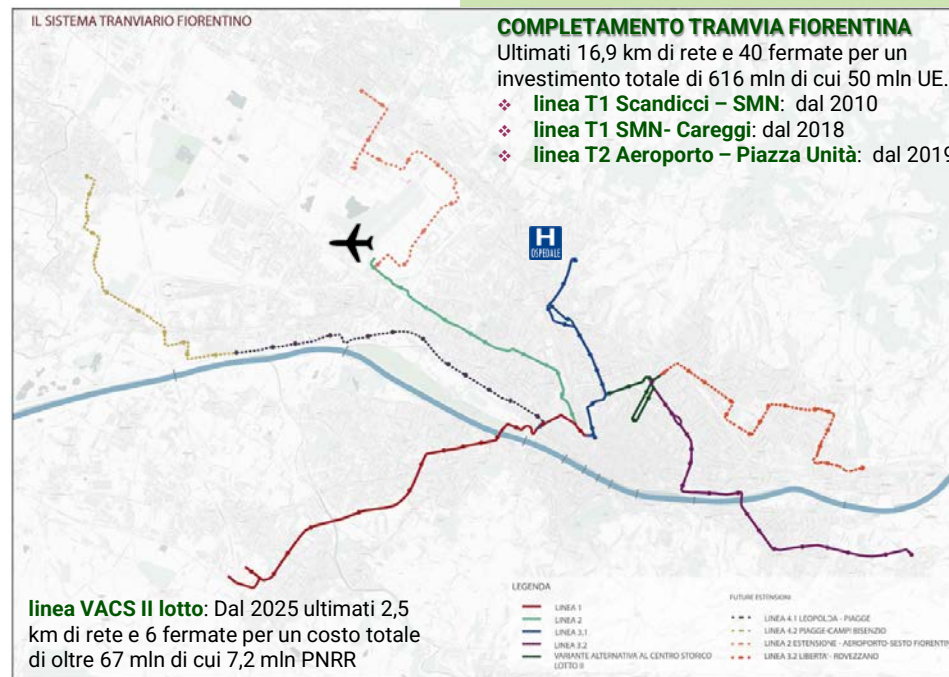 IL SISTEMA TRANVIARIO FIORENTINO
COMPLETAMENTO TRAMVIA FIORENTINA
Ultimati 16,9 km di rete e 40 fermate per un
investimento totale di 616 mln di cui 50 mln UE.
❖ linea T1 Scandicci – SMN: dal 2010
❖ linea T1 SMN- Careggi: dal 2018
❖ linea T2 Aeroporto – Piazza Unità: dal 2019
H
OSPEDALE
linea VACS II lotto: Dal 2025 ultimati 2,5
km di rete e 6 fermate per un costo totale
di oltre 67 mln di cui 7,2 mln PNRR
LEGENDA
LINEA 1
LINEA 2
LINEA 3.1
LINEA 3.2
VARIANTE ALTERNATIVA AL CENTRO STORICO
LOTTO II
FUTURE ESTENSIONI
LINEA 4.1 LEOPOLDA - PIAGGE
LINEA 4.2 PIAGGE-CAMPI BISENZIO
LINEA 2 ESTENSIONE - AEROPORTO-SESTO FIORENTIN
LINEA 3.2 LIBERTA' - ROVEZZANO